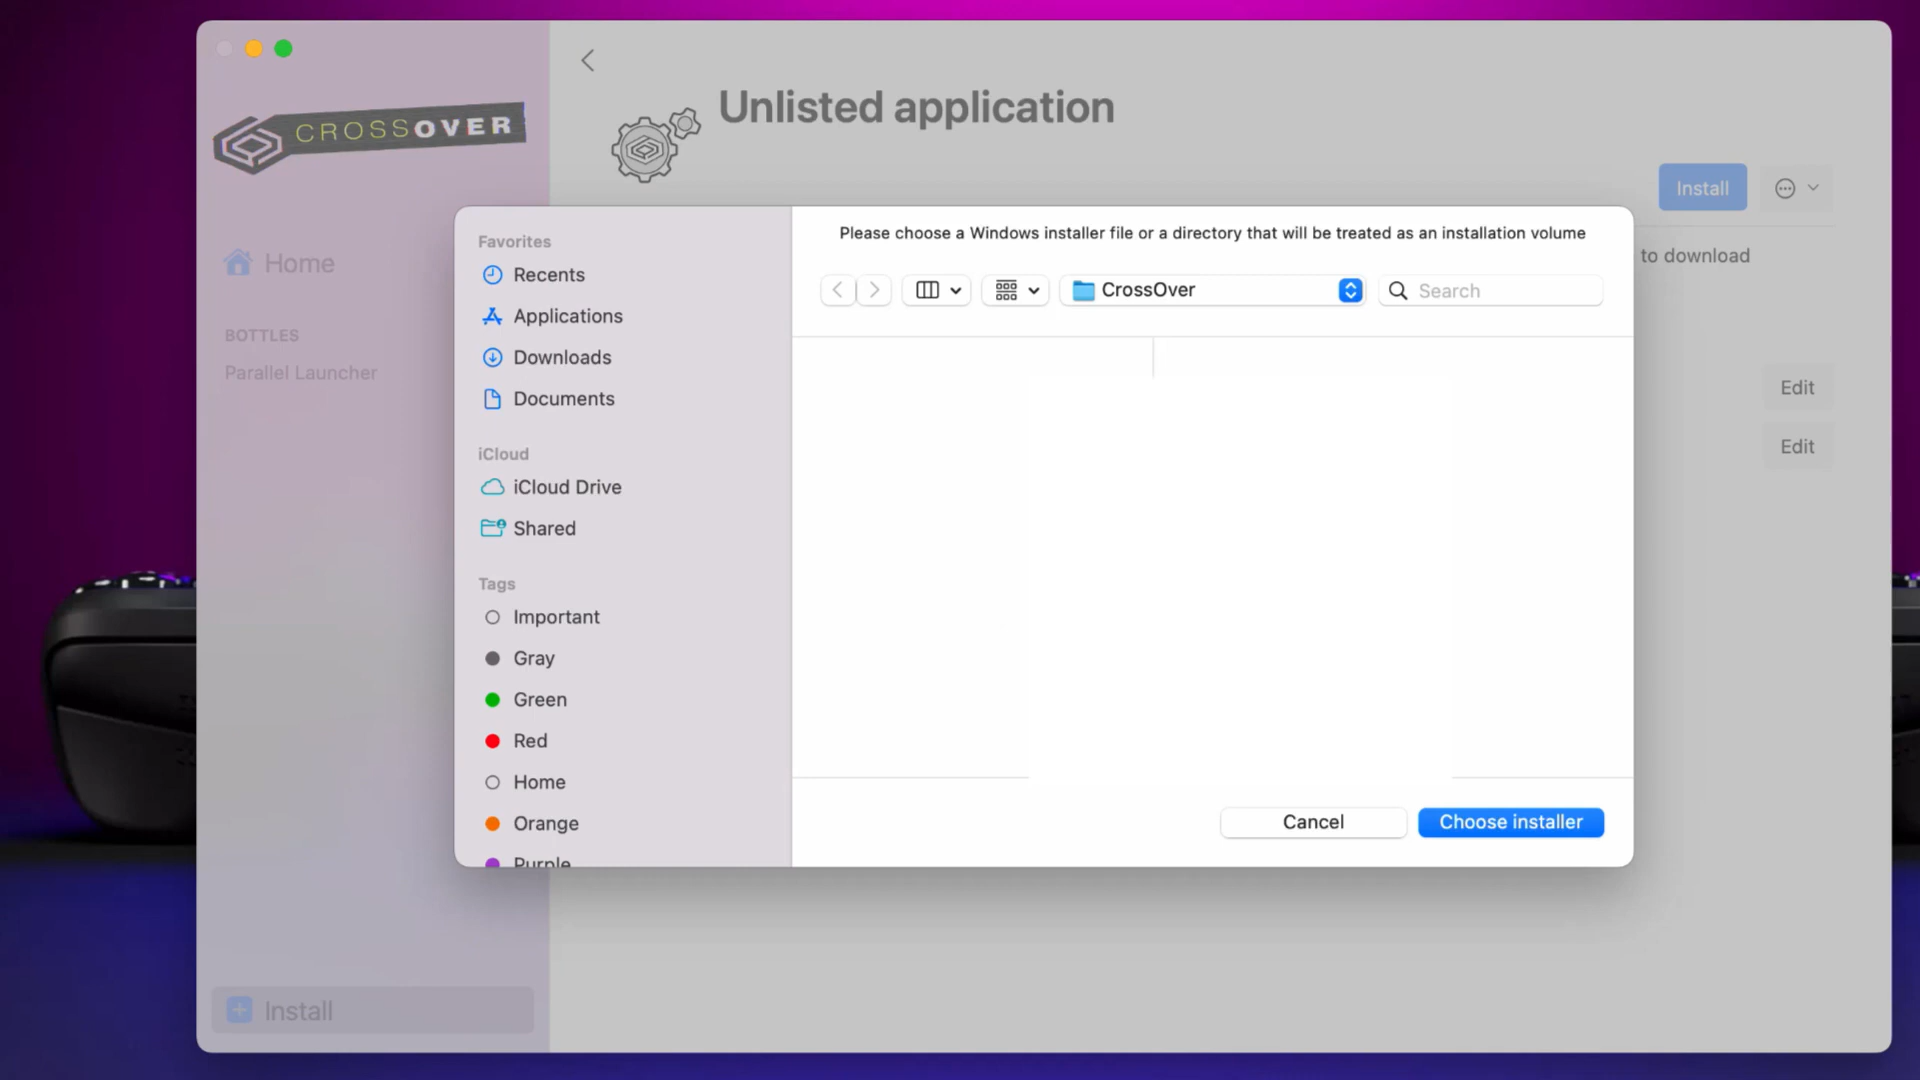 CROSSOVER
Home
BOTTLES
Parallel Launcher
Install
Unlisted application
Install
to download
Edit
Edit
Favorites
Recents
Applications
Downloads
Documents
iCloud
iCloud Drive
Shared
Tags
Important
Gray
Green
Red
Home
Orange
Purple
Please choose a Windows installer file or a directory that will be treated as an installation volume
CrossOver
Search
Cancel
Choose installer